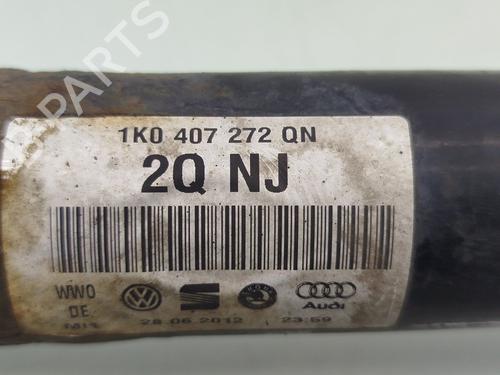 1K0 407 272 QN
2Q NJ
WWO
DE
Audi
28.06.2012 23:59
B-PARTS